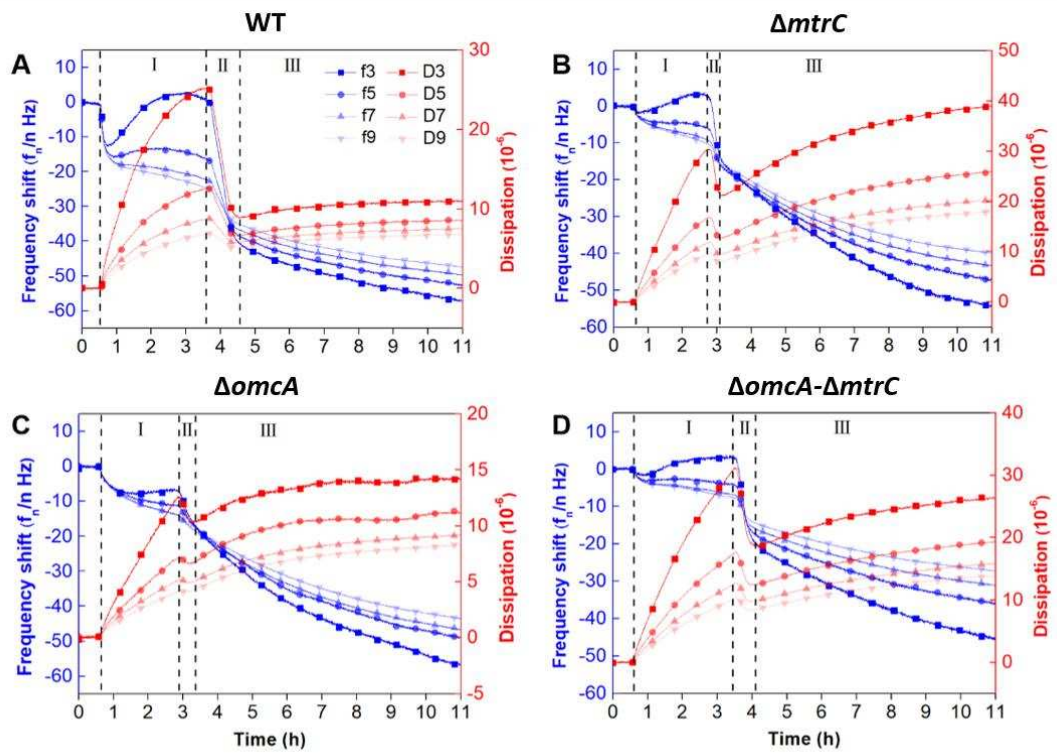 WT
ΔmtrC
A
I
II
III
f3
D3
f5
D5
f7
D7
f9
D9
Frequency shift (fn/n Hz)
10
0
-10
-20
-30
-40
-50
-60
Dissipation (10-6)
30
20
10
0
-5
0 1 2 3 4 5 6 7 8 9 10 11
B
I
II
III
Frequency shift (fn/n Hz)
10
0
-10
-20
-30
-40
-50
-60
Dissipation (10-6)
50
40
30
20
10
0
0 1 2 3 4 5 6 7 8 9 10 11
ΔomcA
ΔomcA-ΔmtrC
C
I
II
III
Frequency shift (fn/n Hz)
10
0
-10
-20
-30
-40
-50
-60
Dissipation (10-6)
20
15
10
5
0
-5
0 1 2 3 4 5 6 7 8 9 10 11
Time (h)
D
I
II
III
Frequency shift (fn/n Hz)
10
0
-10
-20
-30
-40
-50
-60
Dissipation (10-6)
40
30
20
10
0
-5
0 1 2 3 4 5 6 7 8 9 10 11
Time (h)